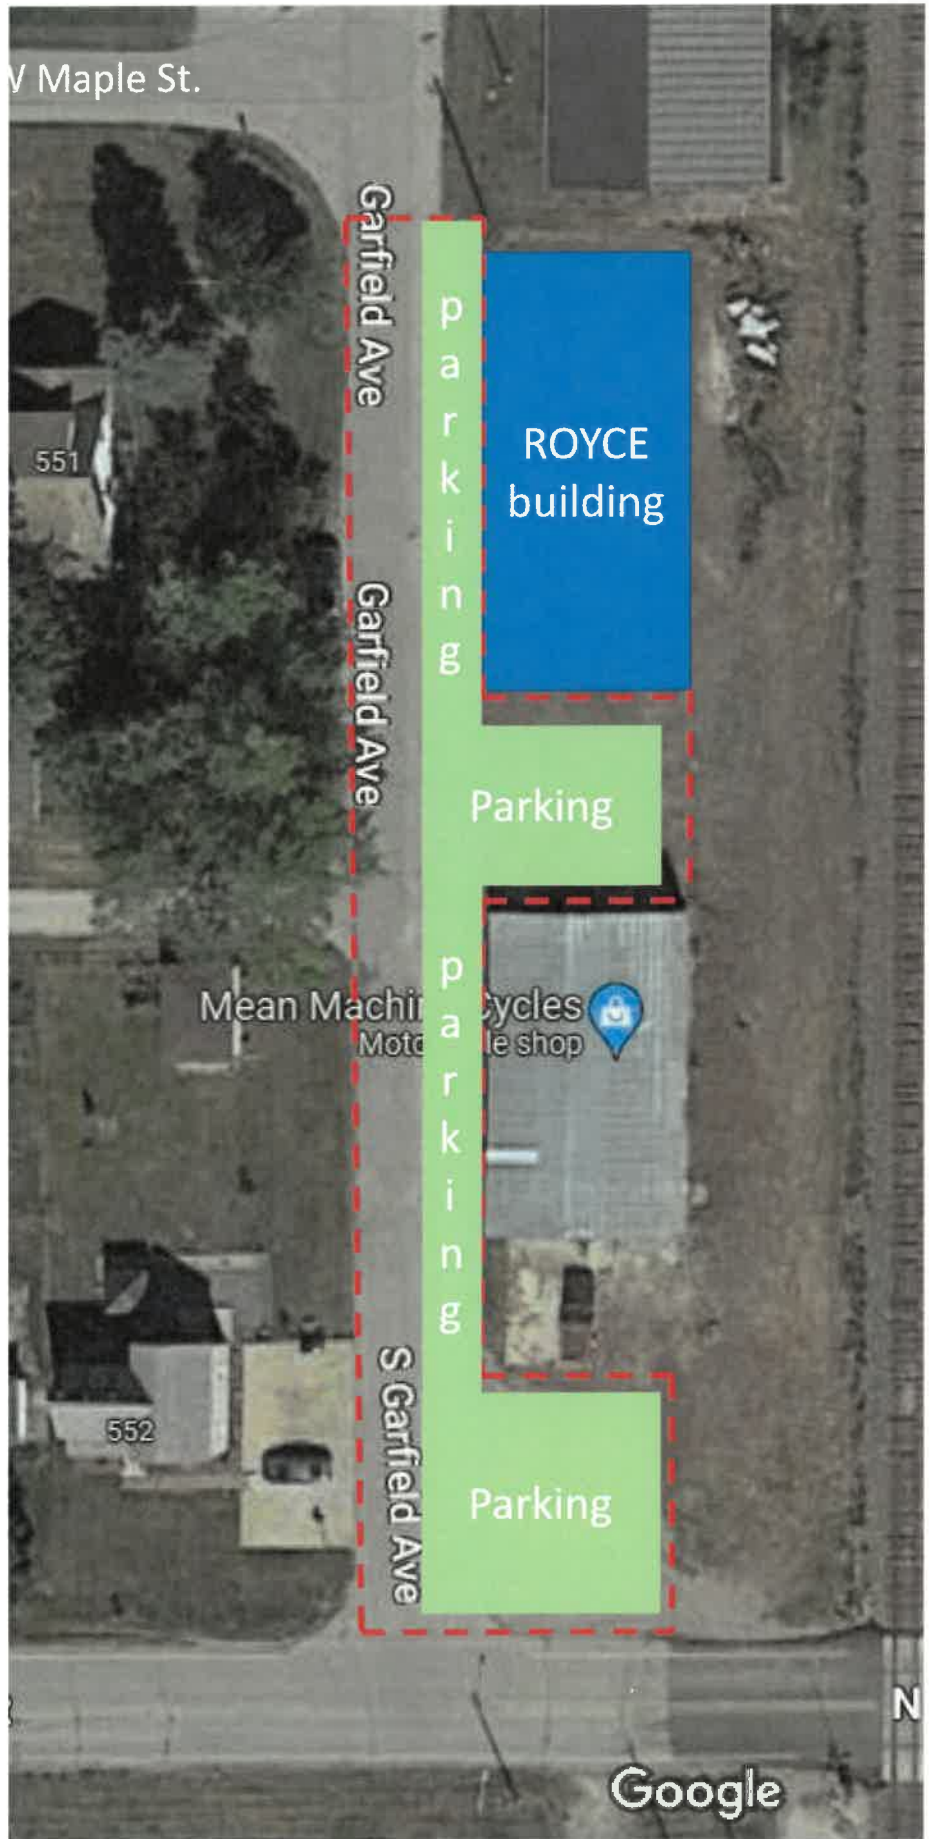 W Maple St.
Garfield Ave
parking
ROYCE
building
551
Garfield Ave
Parking
parking
Mean Machin ycles
Moto le shop
S Garfield Ave
552
Parking
N
Google